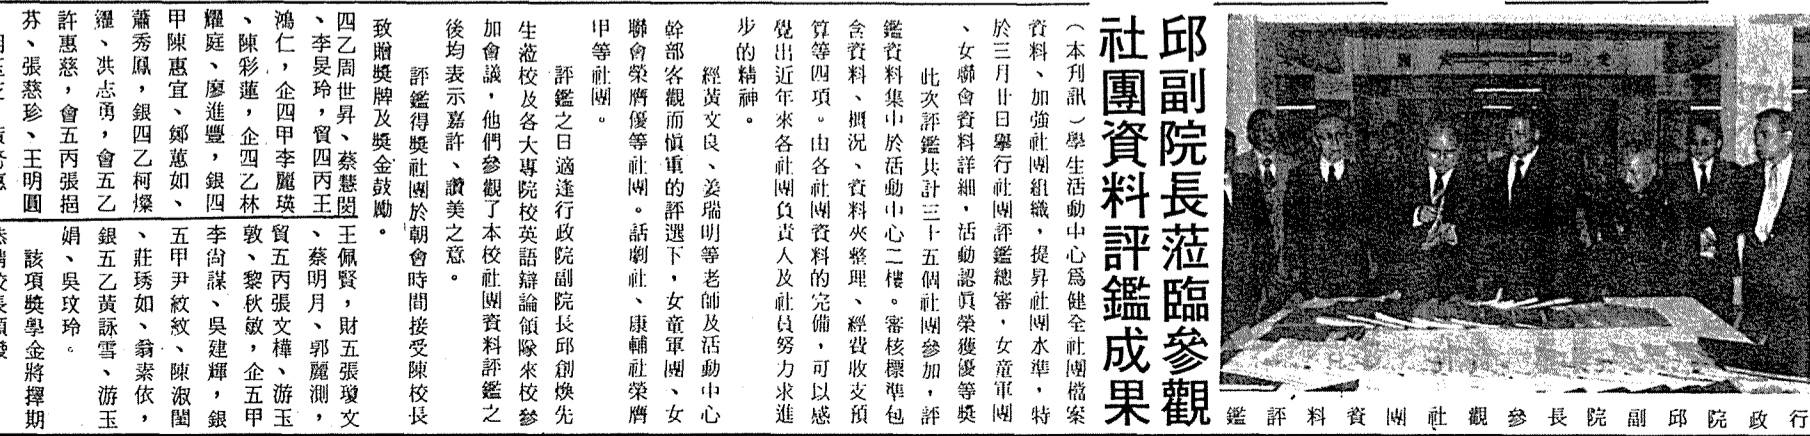 邱副院長蒞臨參觀
社團資料評鑑成果
行政院邱副院長參觀社團資料評鑑
（本刊訊）學生活動中心爲健全社團檔案
資料、加強社團組織，提昇社團水準，特
於三月廿日舉行社團評鑑總審，女童軍團
、女聯會資料詳細，活動認眞榮獲優等獎
此次評鑑共計三十五個社團參加，評
鑑資料集中於活動中心二樓。審核標準包
含資料、概況、資料夾整理、經費收支預
算等四項。由各社團資料的完備，可以感
覺出近年來各社團負責人及社員努力求進
步的精神。
經黃文良、姜瑞明等老師及活動中心
幹部客觀而愼重的評選下，女童軍團、女
聯會榮膺優等社團。話劇社、康輔社榮膺
甲等社團。
評鑑之日適逢行政院副院長邱創煥先
生蒞校及各大專院校英語辯論領隊來校參
加會議，他們參觀了本校社團資料評鑑之
後均表示嘉許、讚美之意。
評鑑得獎社團於朝會時間接受陳校長
致贈獎牌及獎金鼓勵。
四乙周世昇、蔡慧閔
、李旻玲，貿四丙王
鴻仁，企四甲李麗瑛
、陳彩蓮，企四乙林
耀庭、廖進豐，銀四
甲陳惠宜、鄭蕙如、
蕭秀鳳，銀四乙柯燦
耀、洪志勇，會五乙
許惠慈，會五丙張挹
芬、張慈珍、王明圓
王佩賢，財五張瓊文
、蔡明月、郭麗測，
貿五丙張文樺、游玉
敦、黎秋敏，企五甲
李尙謀、吳建輝，銀
五甲尹紋紋、陳淑閨
、莊琇如、翁素依，
銀五乙黃詠雪、游玉
娟、吳玟玲。
該項獎學金將擇期